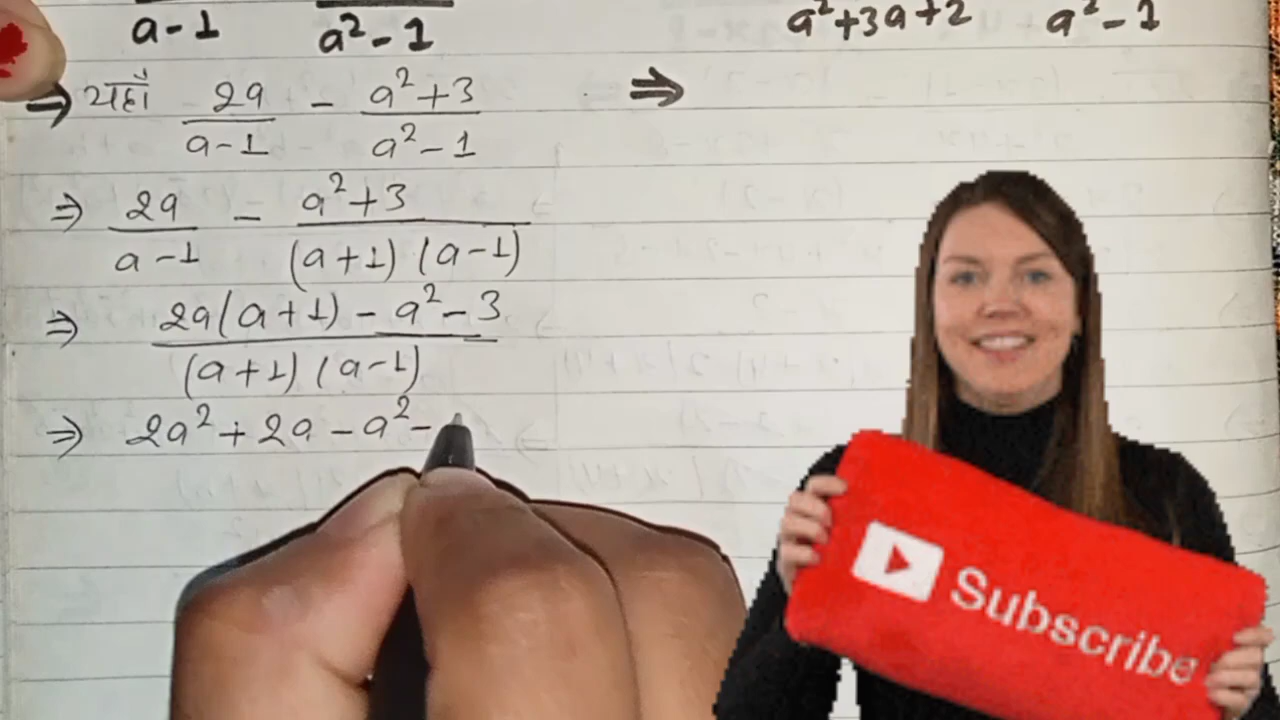 a-1 a²-1
a²+3a+2 a²-1
⇒ यहाँ 2a/a-1 - a²+3/a²-1 ⇒
⇒ 2a/a-1 - a²+3/(a+1)(a-1)
⇒ 2a(a+1)-a²-3/(a+1)(a-1)
⇒ 2a²+2a-a²-
Subscribe